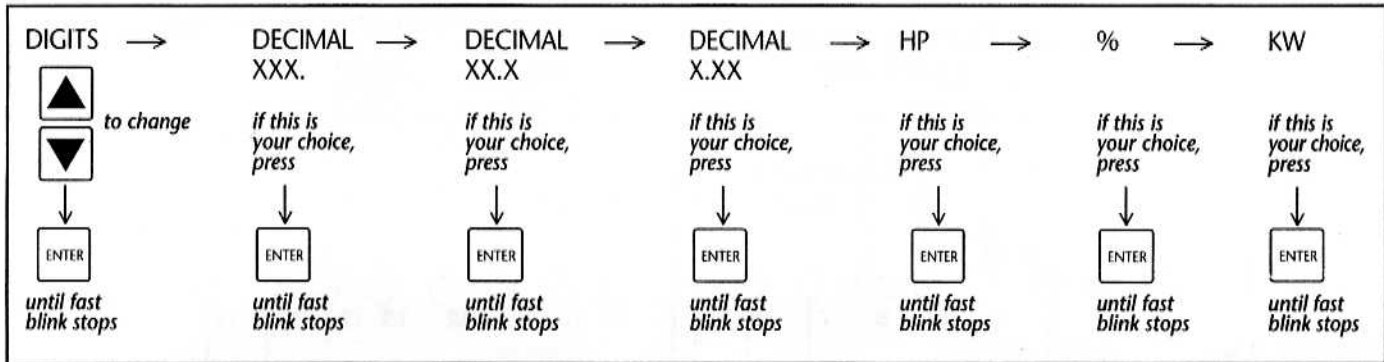 DIGITS → DECIMAL → DECIMAL → DECIMAL → HP → % → KW
XXX. XX.X X.XX
to change
if this is if this is if this is if this is if this is if this is
your choice, your choice, your choice, your choice, your choice, your choice,
press press press press press press
ENTER ENTER ENTER ENTER ENTER ENTER ENTER
until fast until fast until fast until fast until fast until fast until fast
blink stops blink stops blink stops blink stops blink stops blink stops blink stops